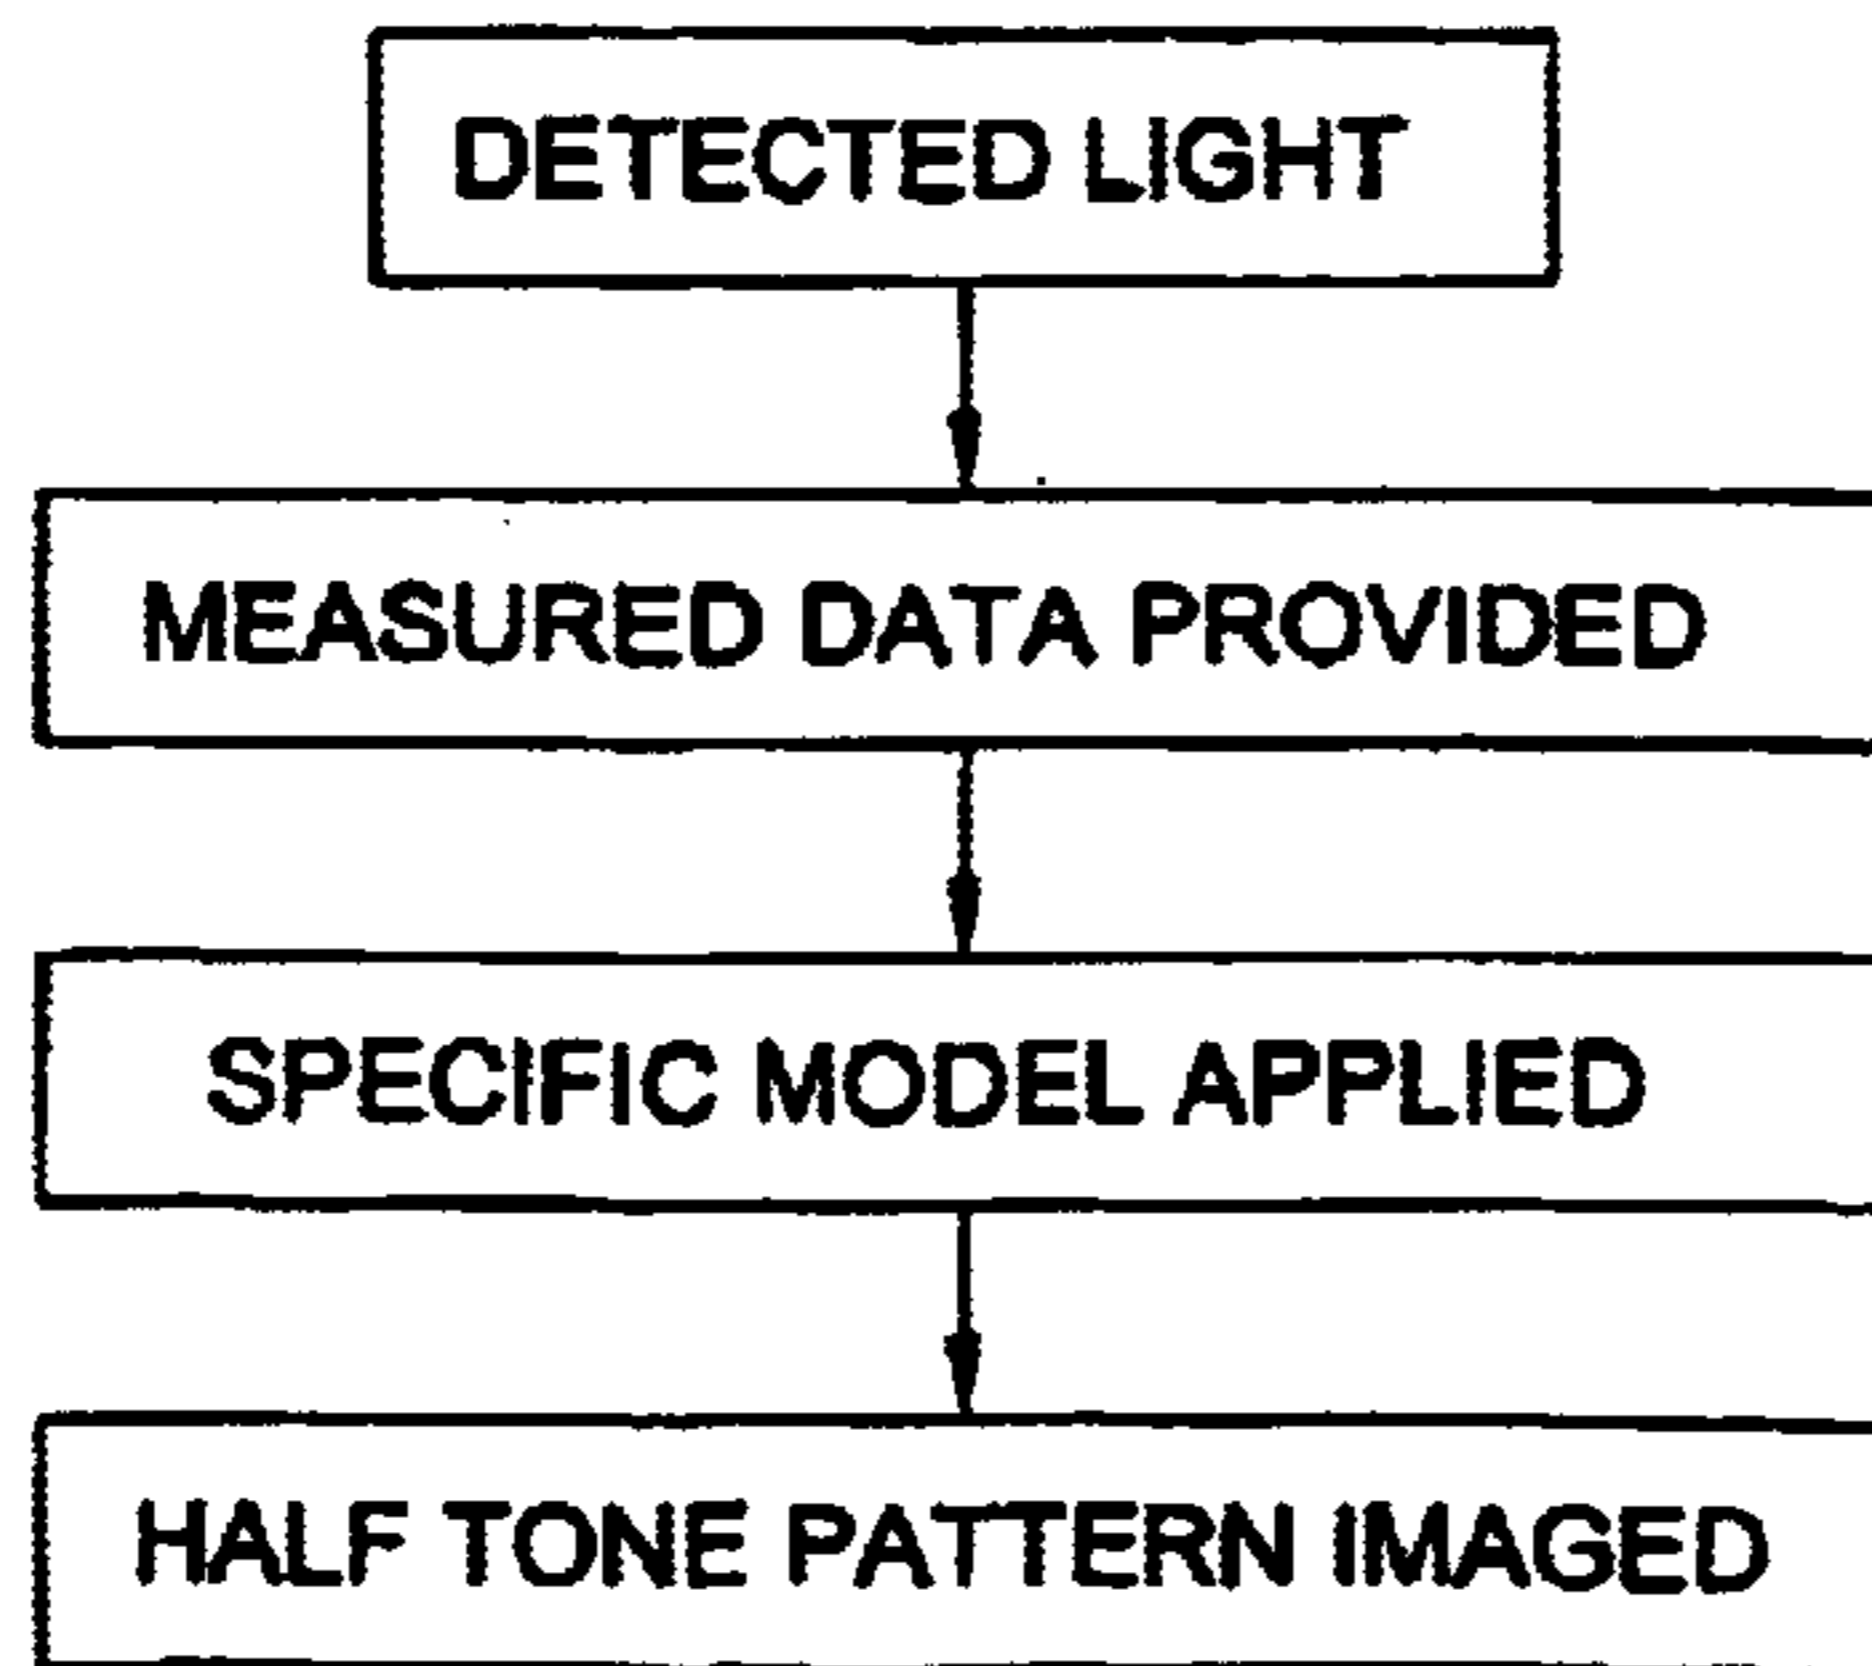 DETECTED LIGHT
MEASURED DATA PROVIDED
SPECIFIC MODEL APPLIED
HALF TONE PATTERN IMAGED